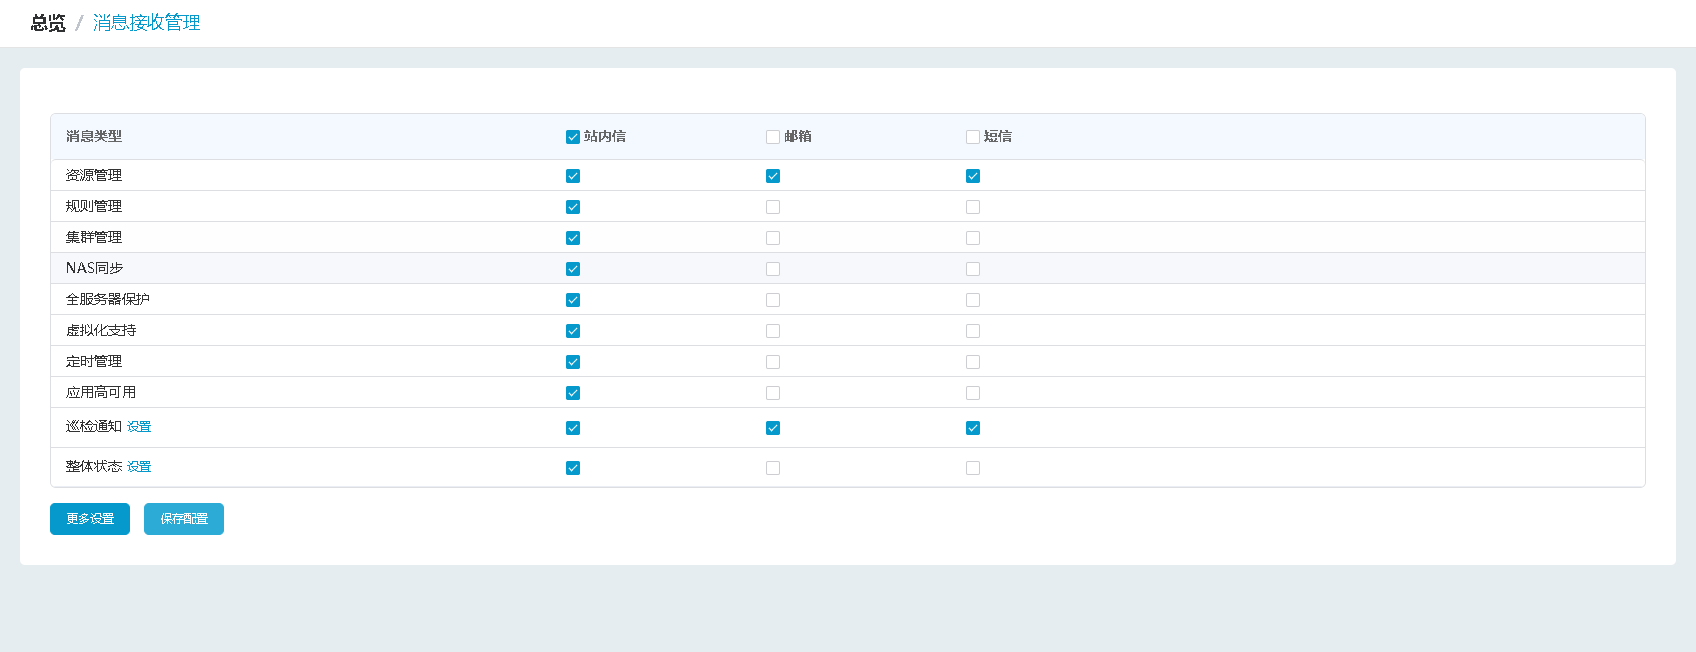 总览 / 消息接收管理
消息类型 站内信 邮箱 短信
资源管理
规则管理
集群管理
NAS同步
全服务器保护
虚拟化支持
定时管理
应用高可用
巡检通知 设置
整体状态 设置
更多设置 保存配置